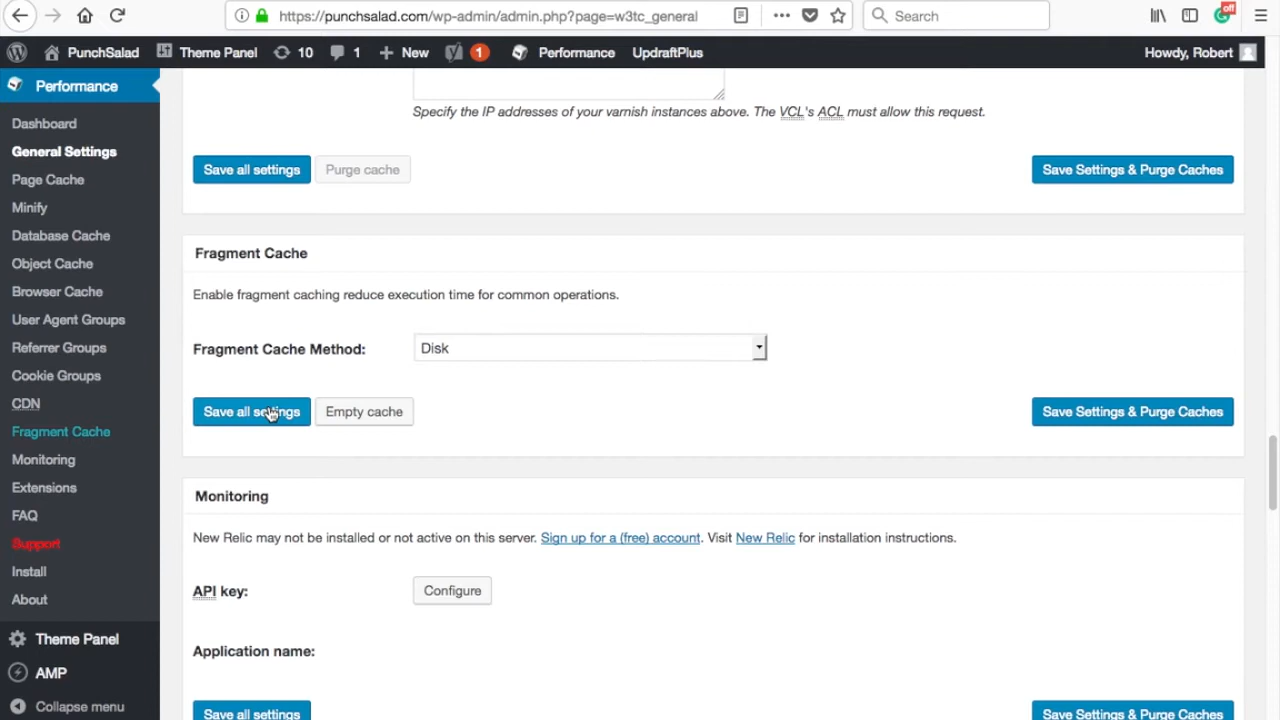 https://punchsalad.com/wp-admin/admin.php?page=w3tc_general
Search
off
PunchSalad
Theme Panel
10
1
New
1
Performance
UpdraftPlus
Howdy, Robert
Performance
Dashboard
General Settings
Page Cache
Minify
Database Cache
Object Cache
Browser Cache
User Agent Groups
Referrer Groups
Cookie Groups
CDN
Fragment Cache
Monitoring
Extensions
FAQ
Support
Install
About
Theme Panel
AMP
Collapse menu
Specify the IP addresses of your varnish instances above. The VCL's ACL must allow this request.
Save all settings
Purge cache
Save Settings & Purge Caches
Fragment Cache
Enable fragment caching reduce execution time for common operations.
Fragment Cache Method:
Disk
Save all settings
Empty cache
Save Settings & Purge Caches
Monitoring
New Relic may not be installed or not active on this server. Sign up for a (free) account. Visit New Relic for installation instructions.
API key:
Configure
Application name:
Save all settings
Save Settings & Purge Caches